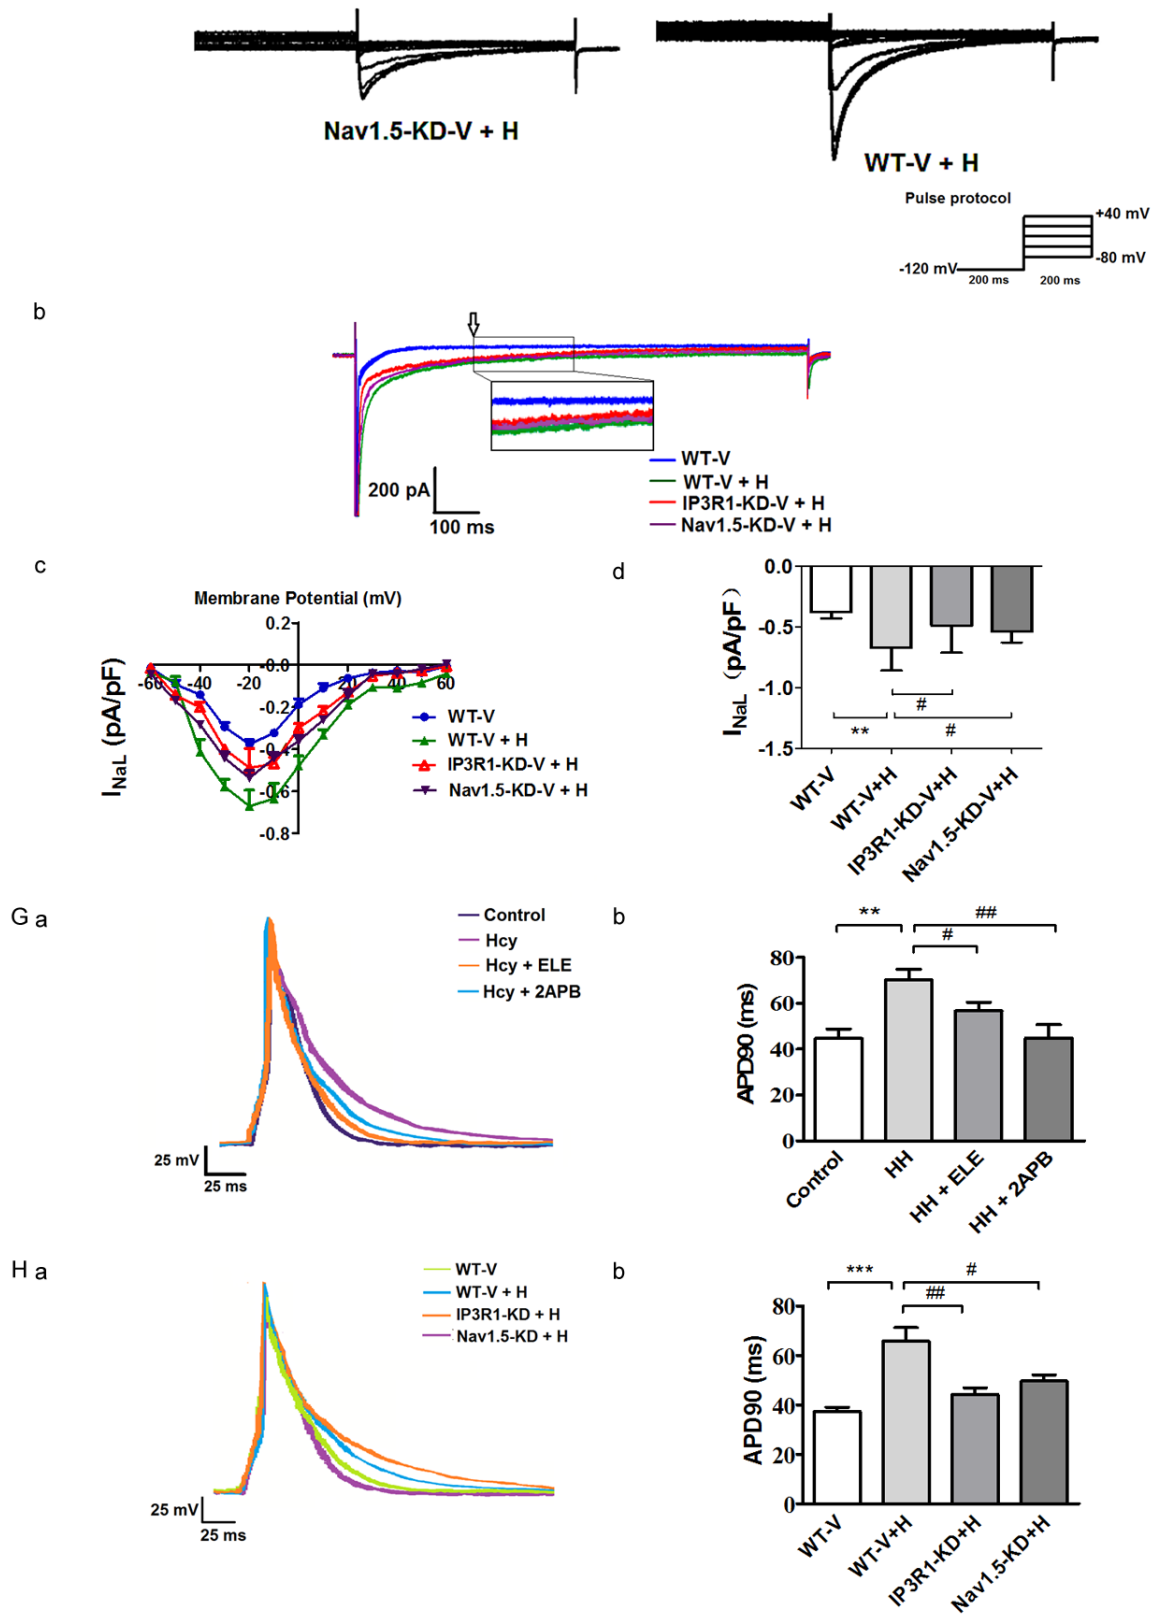 Nav1.5-KD-V + H
WT-V + H
Pulse protocol
+40 mV
-80 mV
-120 mV
200 ms
200 ms
b
200 pA
100 ms
WT-V
WT-V + H
IP3R1-KD-V + H
Nav1.5-KD-V + H
c
Membrane Potential (mV)
0.2
-0.0
-60
-40
-20
20
40
60
-0.2
-0.4
-0.6
-0.8
INaL (pA/pF)
WT-V
WT-V + H
IP3R1-KD-V + H
Nav1.5-KD-V + H
d
0.0
-0.5
-1.0
-1.5
INaL (pA/pF)
#
**
#
WT-V
WT-V+H
IP3R1-KD-V+H
Nav1.5-KD-V+H
G a
Control
Hcy
Hcy + ELE
Hcy + 2APB
25 mV
25 ms
b
**
##
#
80
60
40
20
0
APD90 (ms)
Control
HH
HH + ELE
HH + 2APB
H a
WT-V
WT-V + H
IP3R1-KD + H
Nav1.5-KD + H
25 mV
25 ms
b
***
#
##
80
60
40
20
0
APD90 (ms)
WT-V
WT-V+H
IP3R1-KD+H
Nav1.5-KD+H